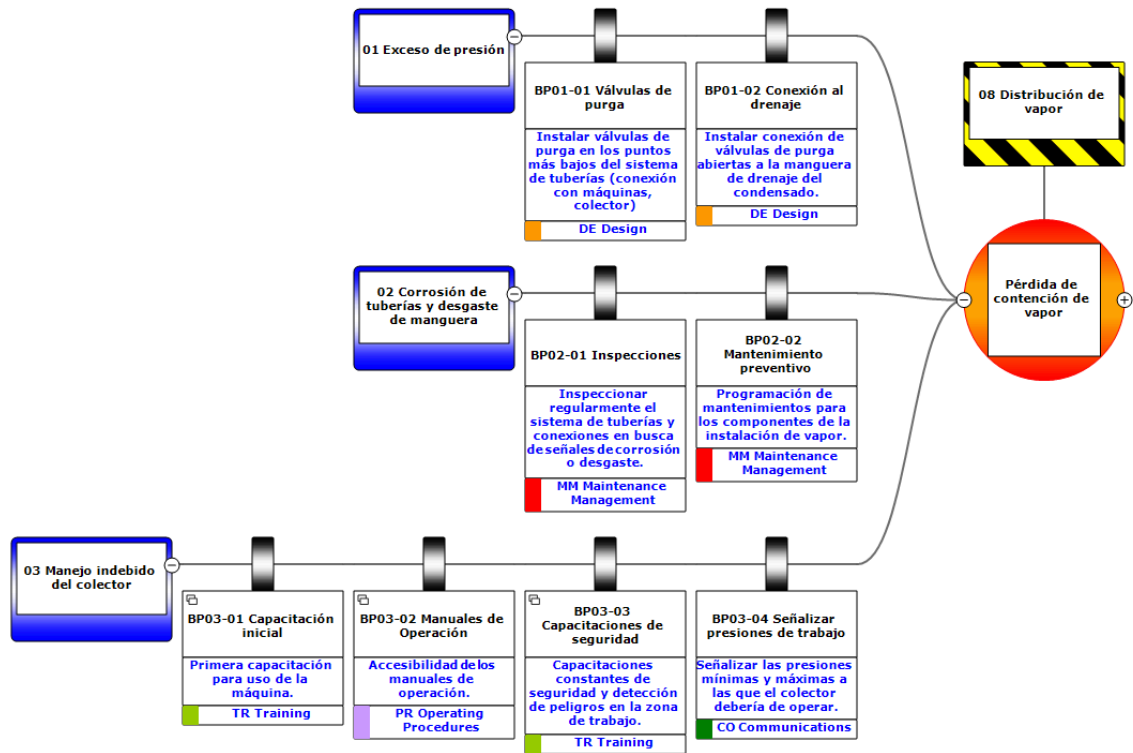 01 Exceso de presión
BP01-01 Válvulas de
purga
Instalar válvulas de
purga en los puntos
más bajos del sistema
de tuberías (conexión
con máquinas,
colector)
DE Design
BP01-02 Conexión al
drenaje
Instalar conexión de
válvulas de purga
abiertas a la manguera
de drenaje del
condensado.
DE Design
08 Distribución de
vapor
Pérdida de
contención de
vapor
02 Corrosión de
tuberías y desgaste
de manguera
BP02-01 Inspecciones
Inspeccionar
regularmente el
sistema de tuberías y
conexiones en busca
de señales de corrosión
o desgaste.
MM Maintenance
Management
BP02-02
Mantenimiento
preventivo
Programación de
mantenimientos para
los componentes de la
instalación de vapor.
MM Maintenance
Management
03 Manejo indebido
del colector
BP03-01 Capacitación
inicial
Primera capacitación
para uso de la
máquina.
TR Training
BP03-02 Manuales de
Operación
Accesibilidad de los
manuales de
operación.
PR Operating
Procedures
BP03-03
Capacitaciones de
seguridad
Capacitaciones
constantes de
seguridad y detección
de peligros en la zona
de trabajo.
TR Training
BP03-04 Señalizar
presiones de trabajo
Señalizar las presiones
mínimas y máximas a
las que el colector
debería de operar.
CO Communications